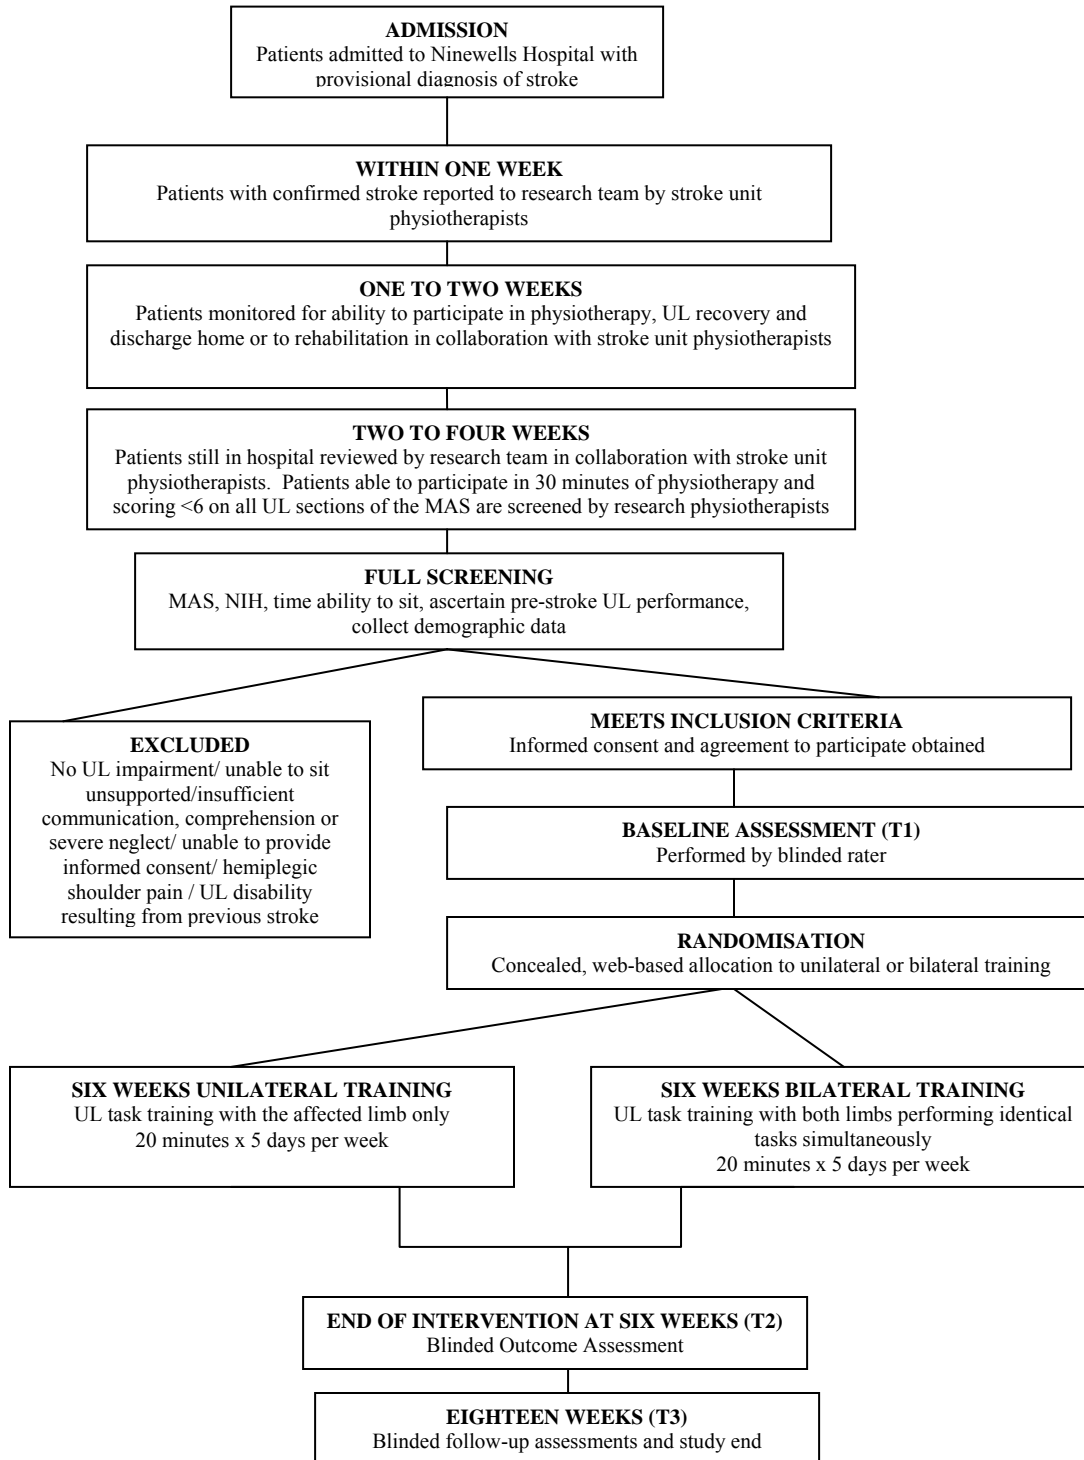 ADMISSION
Patients admitted to Ninewells Hospital with
provisional diagnosis of stroke
WITHIN ONE WEEK
Patients with confirmed stroke reported to research team by stroke unit
physiotherapists
ONE TO TWO WEEKS
Patients monitored for ability to participate in physiotherapy, UL recovery and
discharge home or to rehabilitation in collaboration with stroke unit physiotherapists
TWO TO FOUR WEEKS
Patients still in hospital reviewed by research team in collaboration with stroke unit
physiotherapists.  Patients able to participate in 30 minutes of physiotherapy and
scoring <6 on all UL sections of the MAS are screened by research physiotherapists
FULL SCREENING
MAS, NIH, time ability to sit, ascertain pre-stroke UL performance,
collect demographic data
EXCLUDED
No UL impairment/ unable to sit
unsupported/insufficient
communication, comprehension or
severe neglect/ unable to provide
informed consent/ hemiplegic
shoulder pain / UL disability
resulting from previous stroke
MEETS INCLUSION CRITERIA
Informed consent and agreement to participate obtained
BASELINE ASSESSMENT (T1)
Performed by blinded rater
RANDOMISATION
Concealed, web-based allocation to unilateral or bilateral training
SIX WEEKS UNILATERAL TRAINING
UL task training with the affected limb only
20 minutes x 5 days per week
SIX WEEKS BILATERAL TRAINING
UL task training with both limbs performing identical
tasks simultaneously
20 minutes x 5 days per week
END OF INTERVENTION AT SIX WEEKS (T2)
Blinded Outcome Assessment
EIGHTEEN WEEKS (T3)
Blinded follow-up assessments and study end